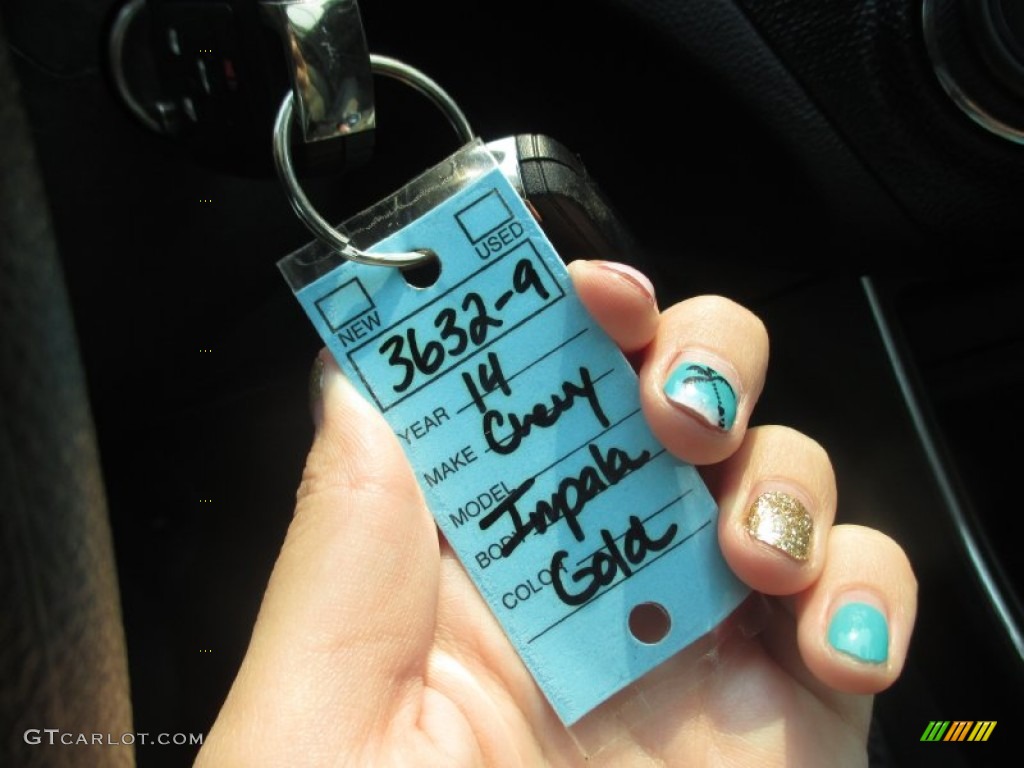 USED
NEW
3632-9
YEAR 14
MAKE Chevy
MODEL Impala
BODY
COLOR Gold
GTCARLOT.COM